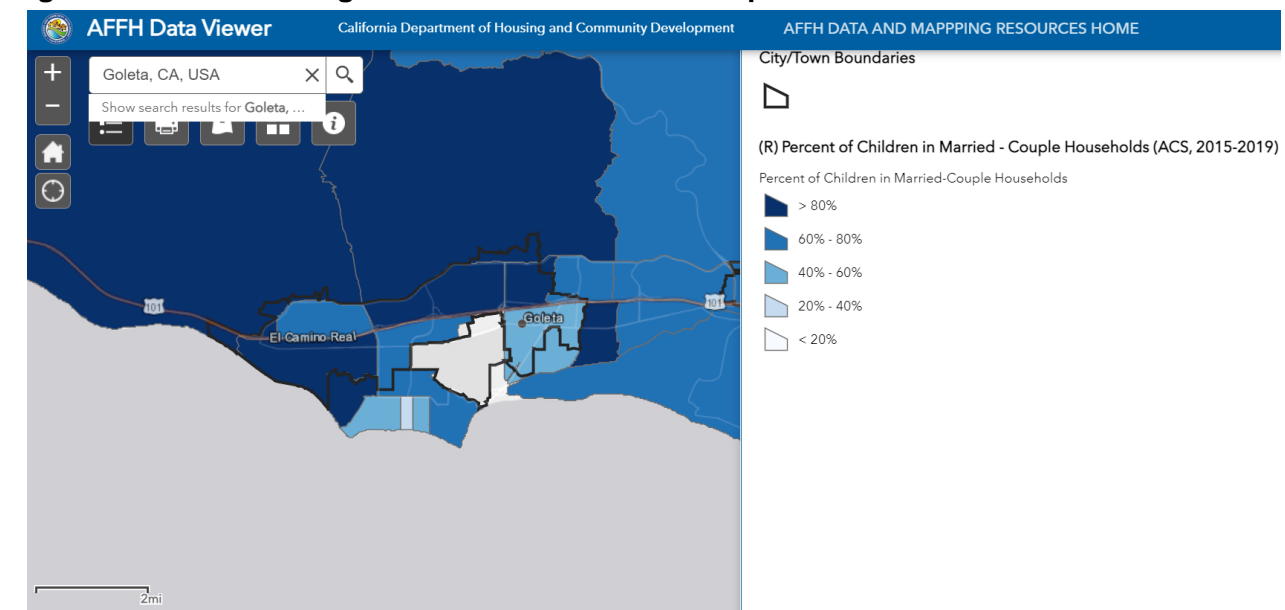 AFFH Data Viewer
California Department of Housing and Community Development
AFFH DATA AND MAPPPING RESOURCES HOME
+
Goleta, CA, USA
Show search results for Goleta, ...
−
101
El Camino Real
Goleta
101
2mi
City/Town Boundaries
(R) Percent of Children in Married - Couple Households (ACS, 2015-2019)
Percent of Children in Married-Couple Households
> 80%
60% - 80%
40% - 60%
20% - 40%
< 20%